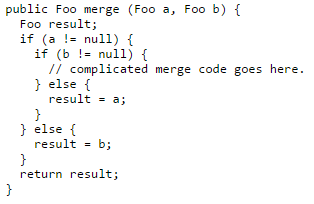 public Foo merge (Foo a, Foo b) {
  Foo result;
  if (a != null) {
    if (b != null) {
      // complicated merge code goes here.
    } else {
      result = a;
    }
  } else {
    result = b;
  }
  return result;
}